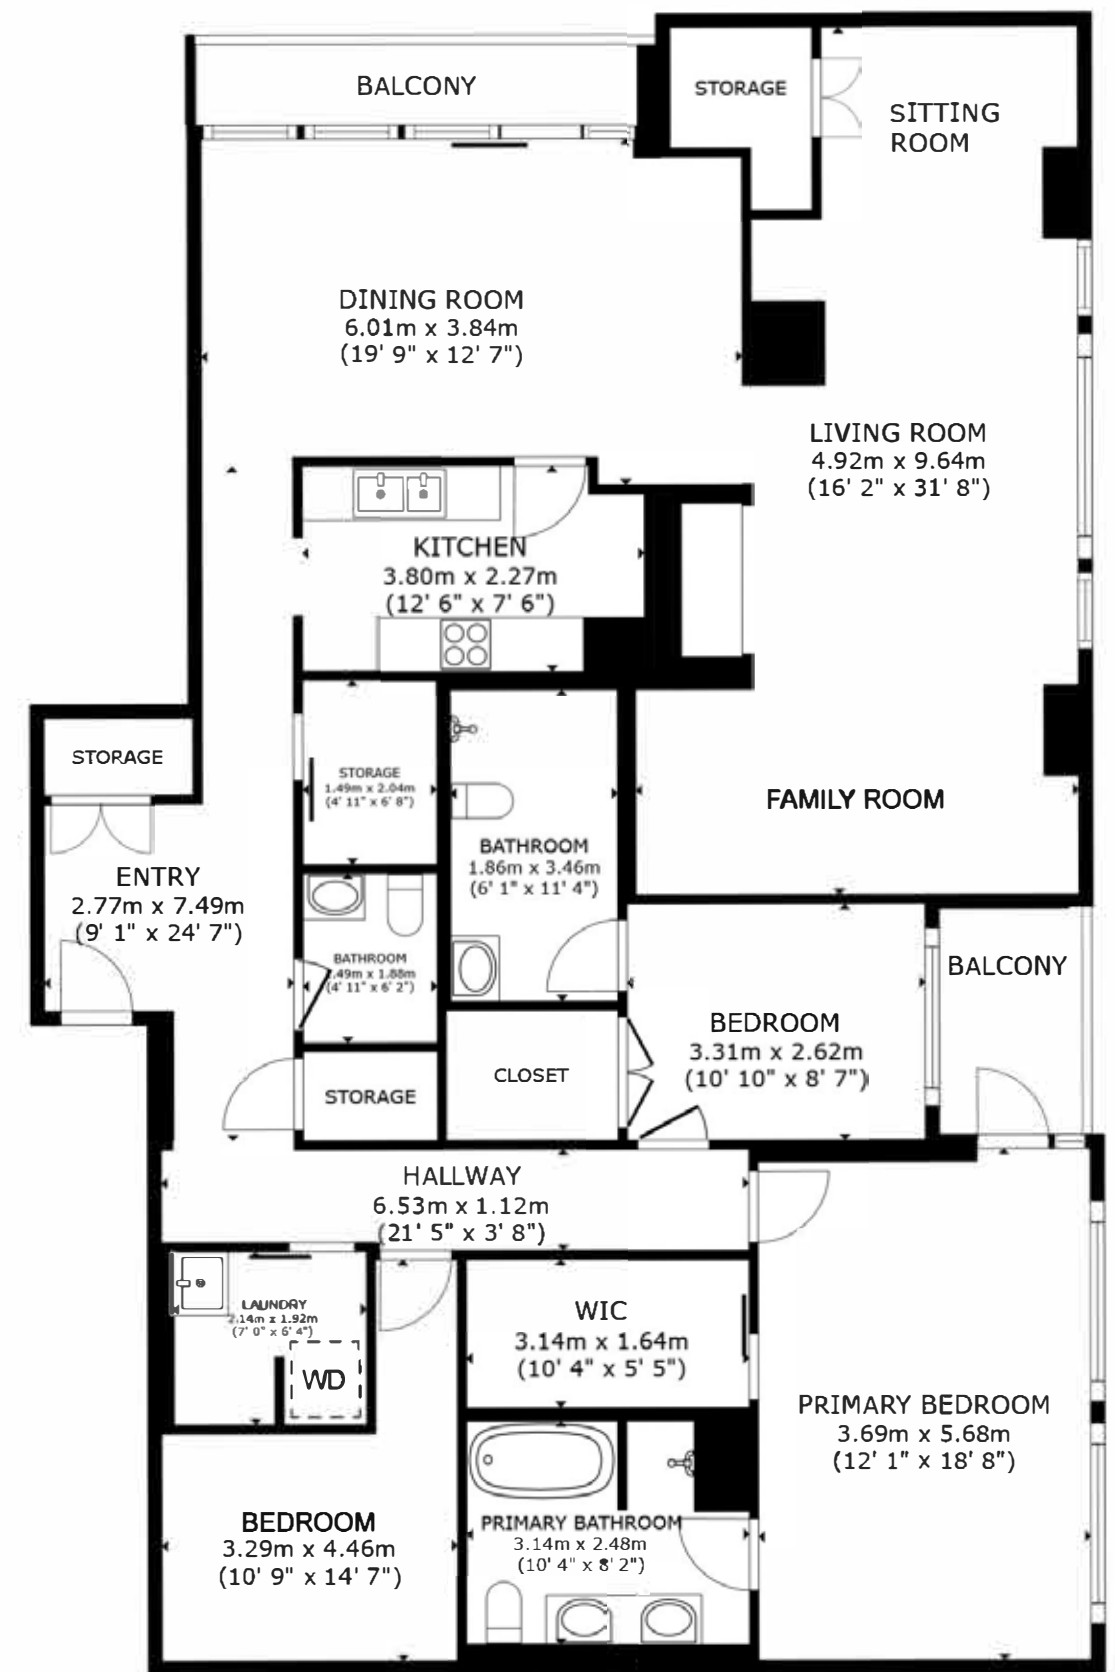 BALCONY
STORAGE
SITTING
ROOM
DINING ROOM
6.01m x 3.84m
(19' 9" x 12' 7")
LIVING ROOM
4.92m x 9.64m
(16' 2" x 31' 8")
KITCHEN
3.80m x 2.27m
(12' 6" x 7' 6")
STORAGE
STORAGE
1.49m x 2.04m
(4' 11" x 6' 8")
FAMILY ROOM
BATHROOM
1.86m x 3.46m
(6' 1" x 11' 4")
ENTRY
2.77m x 7.49m
(9' 1" x 24' 7")
BATHROOM
.49m x 1.88m
(4' 11" x 6' 2")
BALCONY
BEDROOM
3.31m x 2.62m
(10' 10" x 8' 7")
CLOSET
STORAGE
HALLWAY
6.53m x 1.12m
(21' 5" x 3' 8")
LAUNDRY
2.14m x 1.92m
(7' 0" x 6' 4")
WD
WIC
3.14m x 1.64m
(10' 4" x 5' 5")
PRIMARY BEDROOM
3.69m x 5.68m
(12' 1" x 18' 8")
BEDROOM
3.29m x 4.46m
(10' 9" x 14' 7")
PRIMARY BATHROOM
3.14m x 2.48m
(10' 4" x 8' 2")